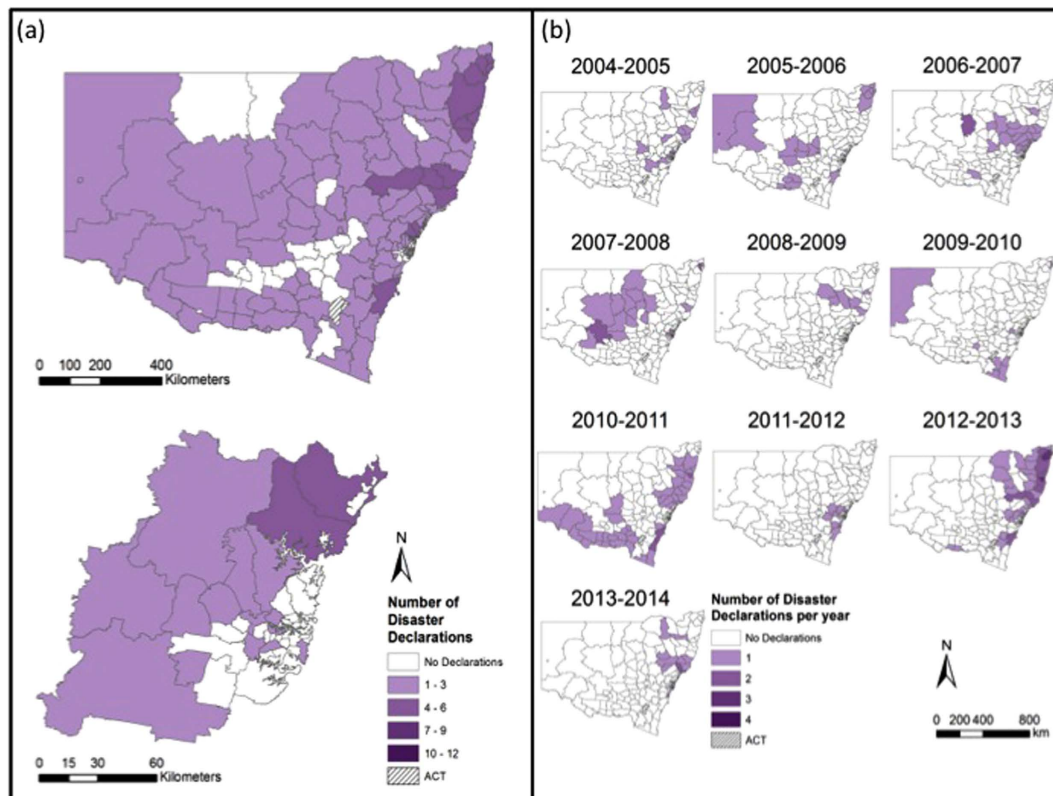 (a)
0 100 200 400
Kilometers
N
Number of
Disaster
Declarations
No Declarations
1 - 3
4 - 6
7 - 9
10 - 12
ACT
0 15 30 60
Kilometers
(b)
2004-2005
2005-2006
2006-2007
2007-2008
2008-2009
2009-2010
2010-2011
2011-2012
2012-2013
2013-2014
Number of Disaster
Declarations per year
No Declarations
1
2
3
4
ACT
N
0 200 400 800
km